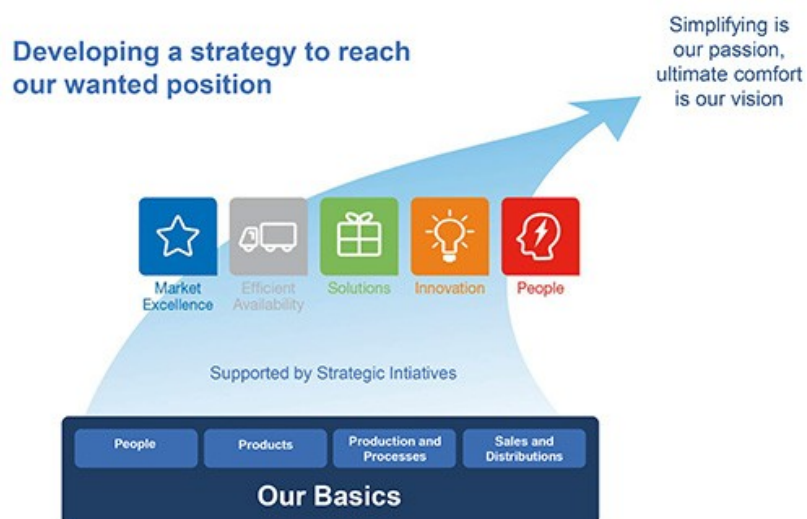 Developing a strategy to reach
our wanted position
Simplifying is
our passion,
ultimate comfort
is our vision
Market
Excellence
Efficient
Availability
Solutions
Innovation
People
Supported by Strategic Intiatives
People
Products
Production and
Processes
Sales and
Distributions
Our Basics